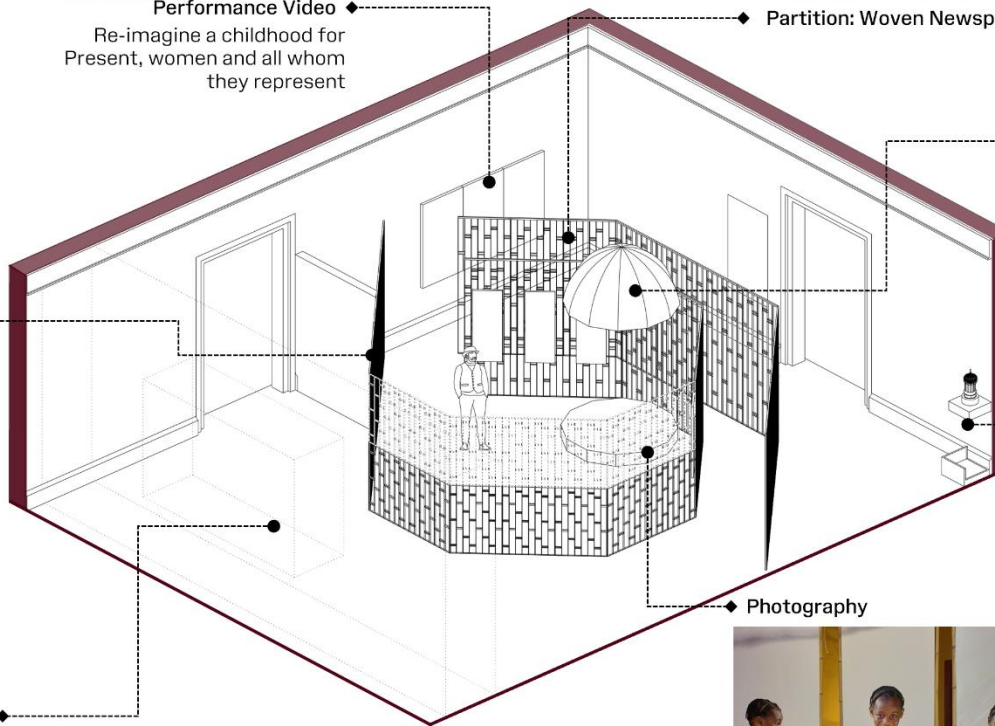 Performance Video
Re-imagine a childhood for
Present, women and all whom
they represent
Partition: Woven Newsp
Photography